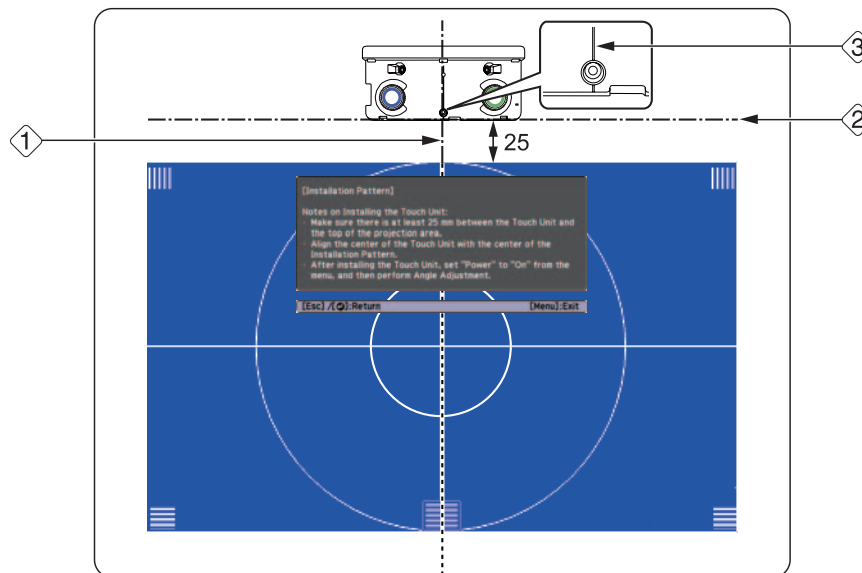 3
1
2
25
[Installation Pattern]
Notes on Installing the Touch Unit:
· Make sure there is at least 25 mm between the Touch Unit and
the top of the projection area.
· Align the center of the Touch Unit with the center of the
Installation Pattern.
· After installing the Touch Unit, set "Power" to "On" from the
menu, and then perform Angle Adjustment.
[Esc] /[⏎]:Return [Menu]:Exit